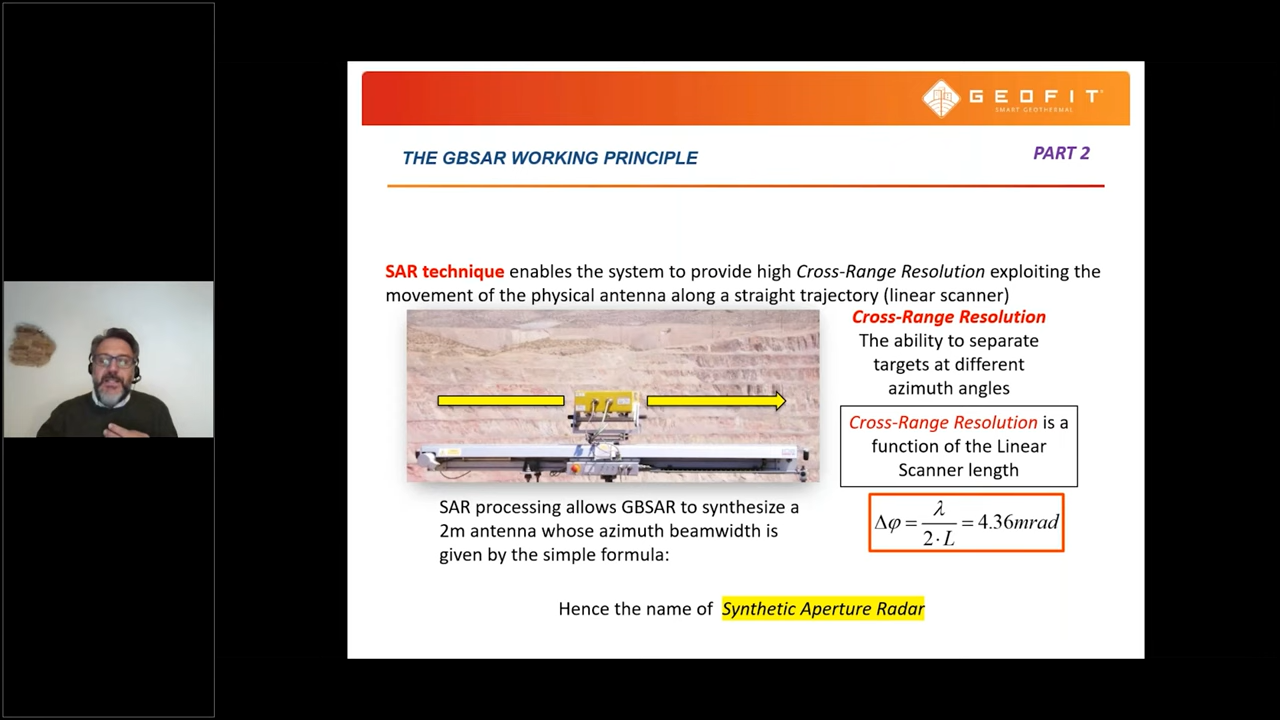 GEOFIT
SMART GEOTHERMAL
THE GBSAR WORKING PRINCIPLE
PART 2
SAR technique enables the system to provide high Cross-Range Resolution exploiting the
movement of the physical antenna along a straight trajectory (linear scanner)
Cross-Range Resolution
The ability to separate
targets at different
azimuth angles
Cross-Range Resolution is a
function of the Linear
Scanner length
SAR processing allows GBSAR to synthesize a
2m antenna whose azimuth beamwidth is
given by the simple formula:
Δφ = λ / 2·L = 4.36mrad
Hence the name of Synthetic Aperture Radar